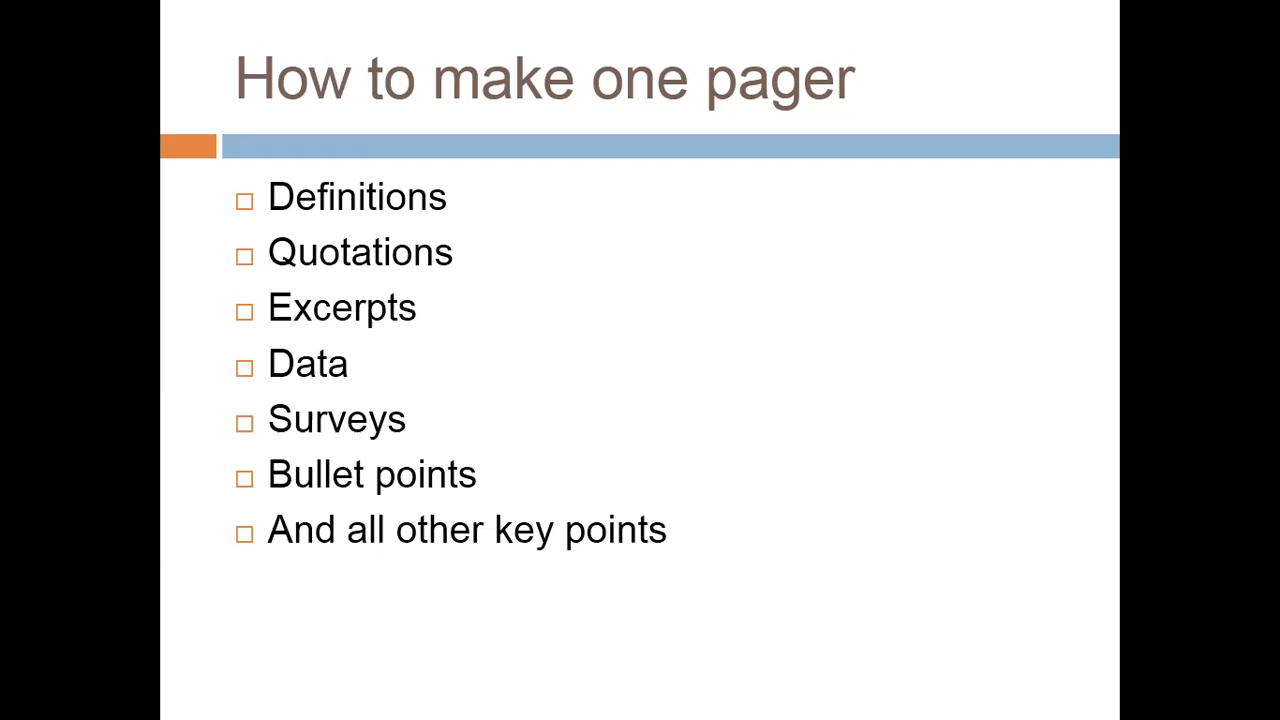 How to make one pager
Definitions
Quotations
Excerpts
Data
Surveys
Bullet points
And all other key points